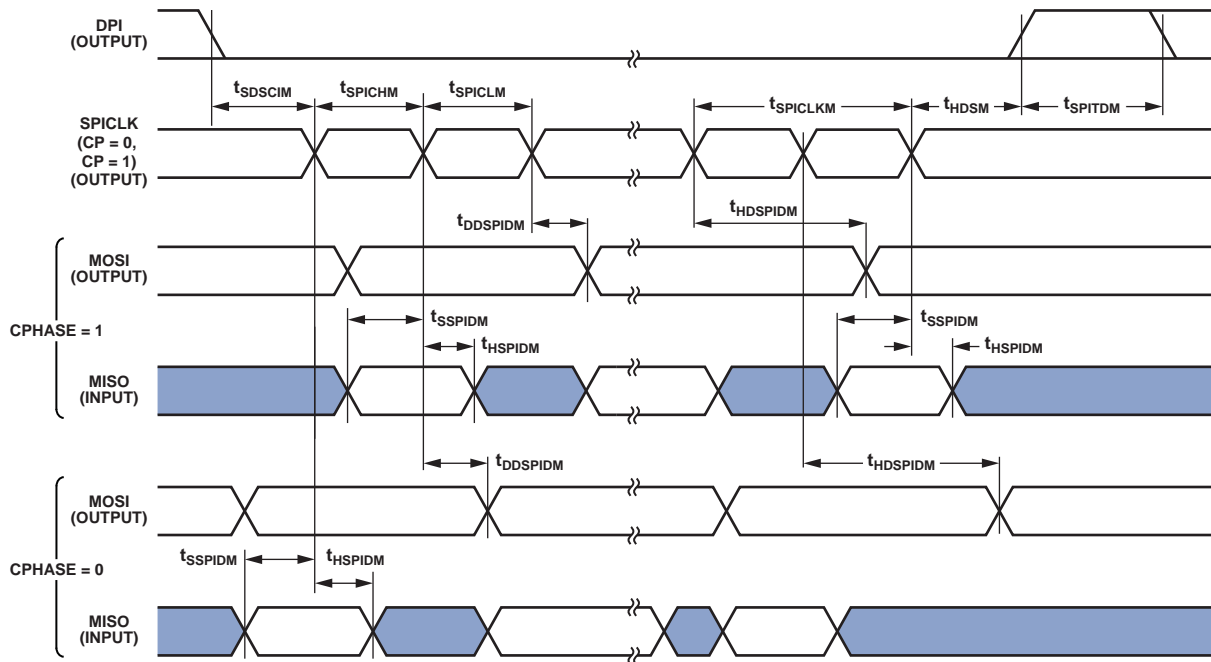 DPI
(OUTPUT)
tSDSCIM
tSPICHM
tSPICLM
tSPICLKM
tHDSM
tSPITDM
SPICLK
(CP = 0,
CP = 1)
(OUTPUT)
tDDSPIDM
tHDSPIDM
MOSI
(OUTPUT)
CPHASE = 1
tSSPIDM
tSSPIDM
tHSPIDM
tHSPIDM
MISO
(INPUT)
tDDSPIDM
tHDSPIDM
MOSI
(OUTPUT)
tSSPIDM
tHSPIDM
CPHASE = 0
MISO
(INPUT)